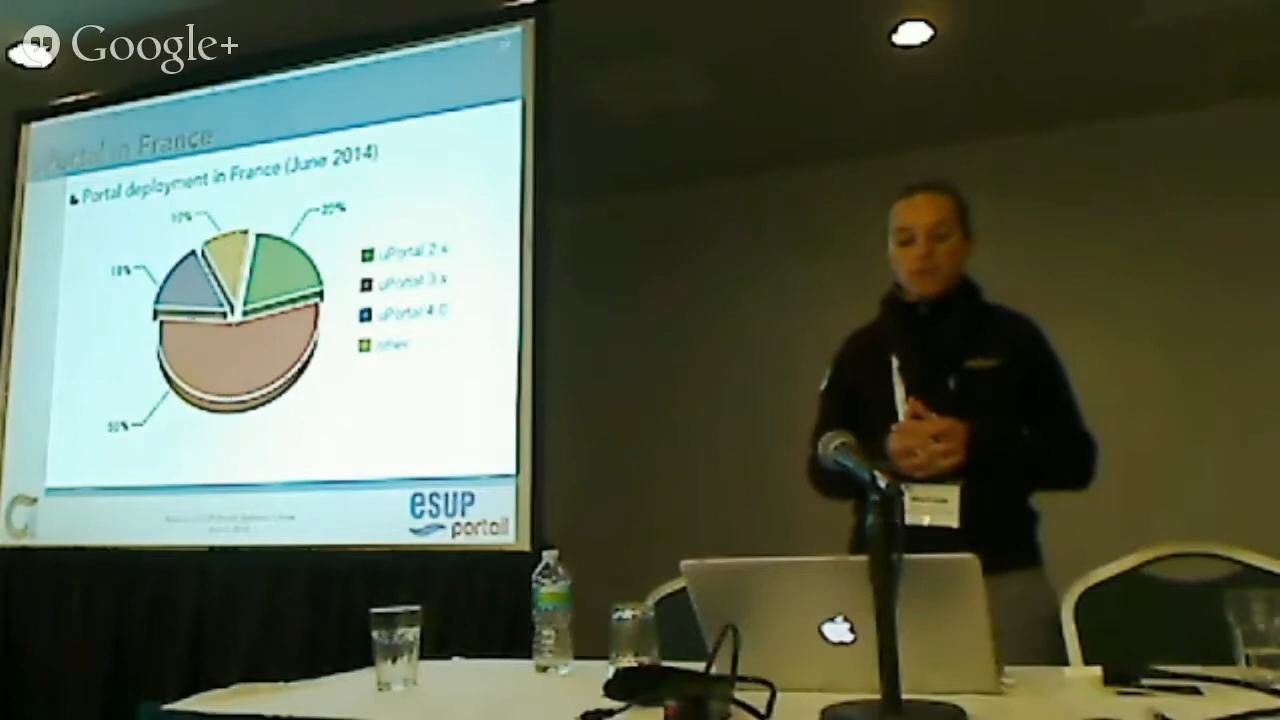 Google+
Portal in France
Portal deployment in France (June 2014)
10%
20%
uPortal 2.x
uPortal 3.x
uPortal 4.0
other
esup
portail